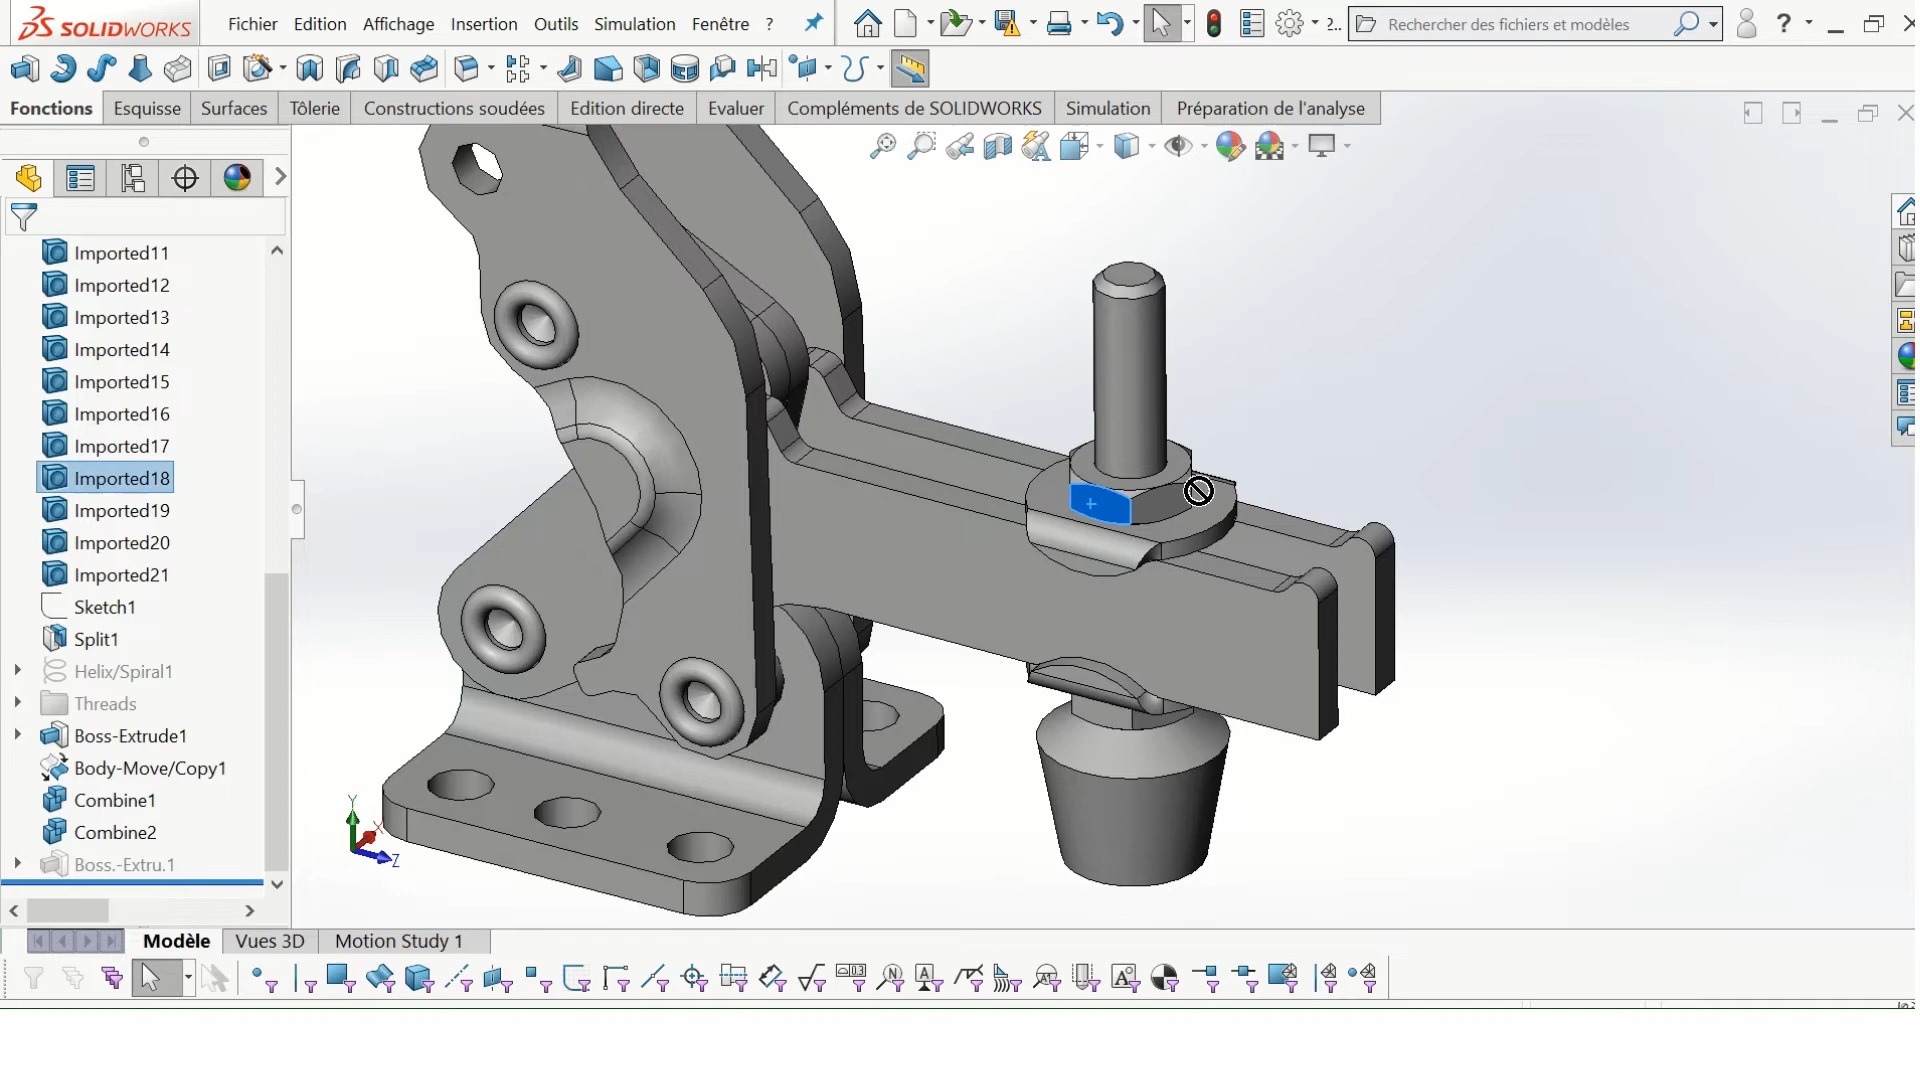 SOLIDWORKS
Fichier Edition Affichage Insertion Outils Simulation Fenêtre ?
2...
Rechercher des fichiers et modèles
?
Fonctions Esquisse Surfaces Tôlerie Constructions soudées Edition directe Evaluer Compléments de SOLIDWORKS Simulation Préparation de l'analyse
Imported11
Imported12
Imported13
Imported14
Imported15
Imported16
Imported17
Imported18
Imported19
Imported20
Imported21
Sketch1
Split1
Helix/Spiral1
Threads
Boss-Extrude1
Body-Move/Copy1
Combine1
Combine2
Boss.-Extru.1
Y
X
Z
Modèle Vues 3D Motion Study 1